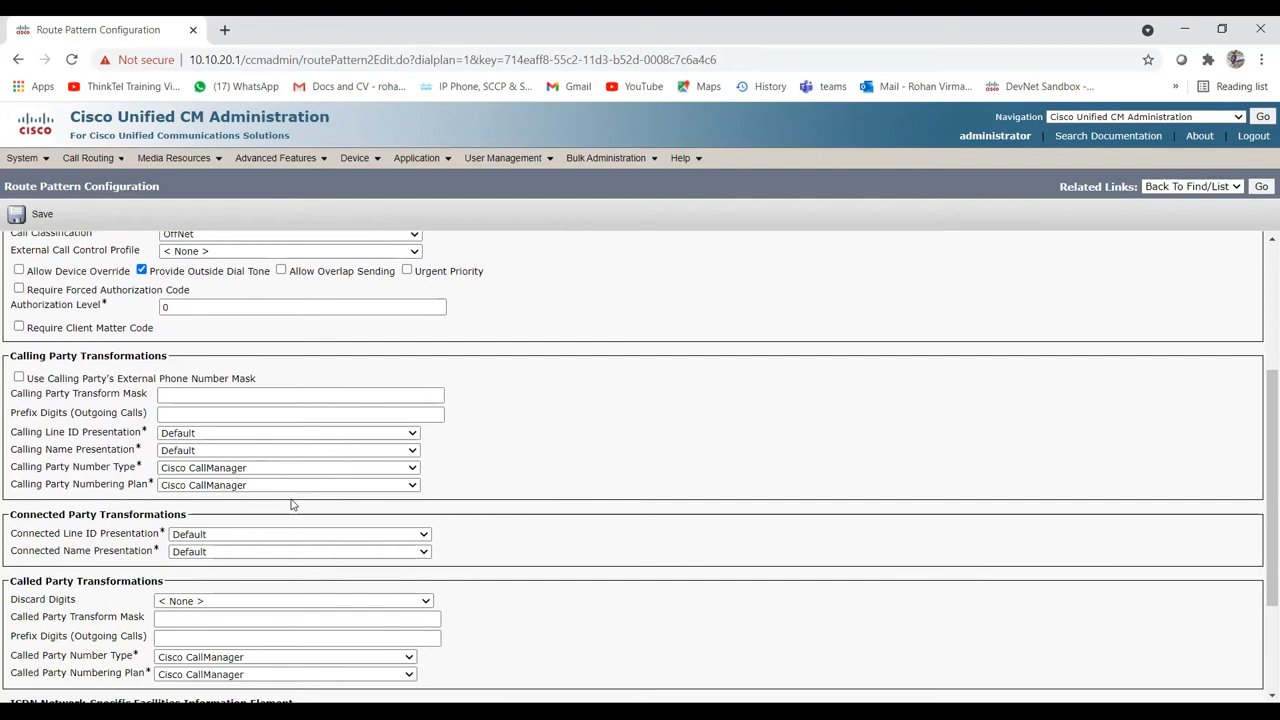 Route Pattern Configuration
Not secure 10.10.20.1/ccmadmin/routePattern2Edit.do?dialplan=1&key=714eaff8-55c2-11d3-b52d-0008c7c6a4c6
Apps ThinkTel Training Vi... (17) WhatsApp Docs and CV - roha... IP Phone, SCCP & S... Gmail YouTube Maps History teams Mail - Rohan Virma... DevNet Sandbox -... » Reading list
Cisco Unified CM Administration
For Cisco Unified Communications Solutions
CISCO
Navigation Cisco Unified CM Administration Go
administrator Search Documentation About Logout
System Call Routing Media Resources Advanced Features Device Application User Management Bulk Administration Help
Route Pattern Configuration
Related Links: Back To Find/List Go
Save
Call Classification OffNet
External Call Control Profile < None >
Allow Device Override Provide Outside Dial Tone Allow Overlap Sending Urgent Priority
Require Forced Authorization Code
Authorization Level* 0
Require Client Matter Code
Calling Party Transformations
Use Calling Party's External Phone Number Mask
Calling Party Transform Mask
Prefix Digits (Outgoing Calls)
Calling Line ID Presentation* Default
Calling Name Presentation* Default
Calling Party Number Type* Cisco CallManager
Calling Party Numbering Plan* Cisco CallManager
Connected Party Transformations
Connected Line ID Presentation* Default
Connected Name Presentation* Default
Called Party Transformations
Discard Digits < None >
Called Party Transform Mask
Prefix Digits (Outgoing Calls)
Called Party Number Type* Cisco CallManager
Called Party Numbering Plan* Cisco CallManager
ISDN Network-Specific Facilities Information Element